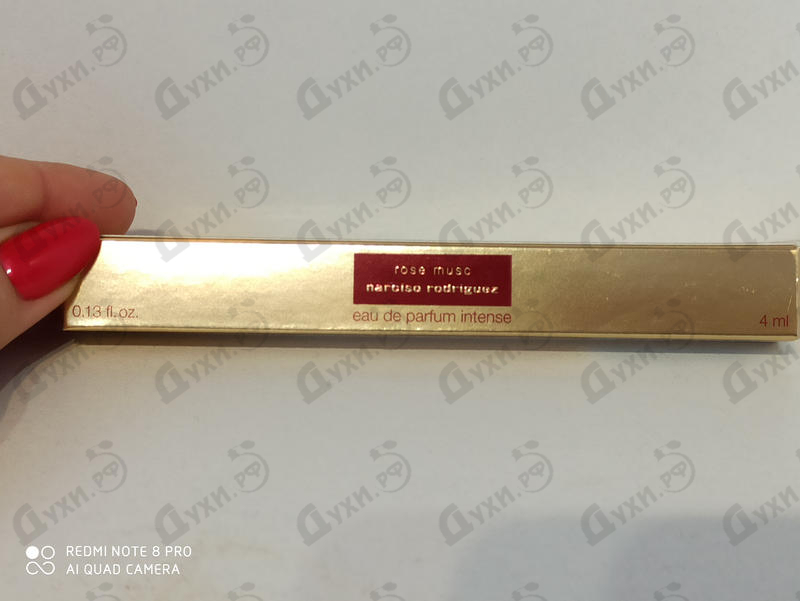 rose musc
narciso rodriguez
0.13 fl.oz.
eau de parfum intense
4 ml
REDMI NOTE 8 PRO
AI QUAD CAMERA
Духи.РФ